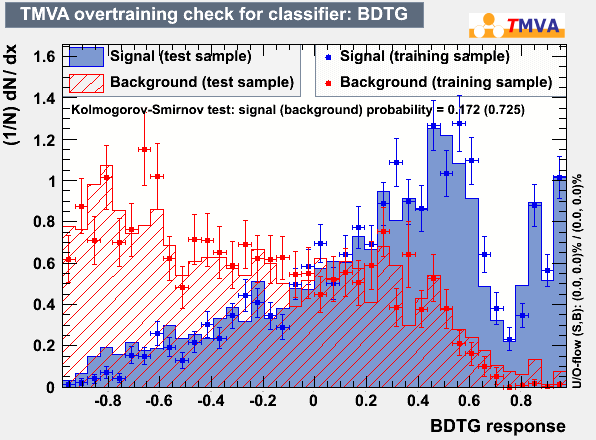 TMVA overtraining check for classifier: BDTG
TMVA
Signal (test sample)
Background (test sample)
Signal (training sample)
Background (training sample)
Kolmogorov-Smirnov test: signal (background) probability = 0.172 (0.725)
(1/N) dN / dx
1.6
1.4
1.2
1
0.8
0.6
0.4
0.2
0
-0.8 -0.6 -0.4 -0.2 0 0.2 0.4 0.6 0.8
BDTG response
U/O-flow (S,B): (0.0, 0.0)% / (0.0, 0.0)%